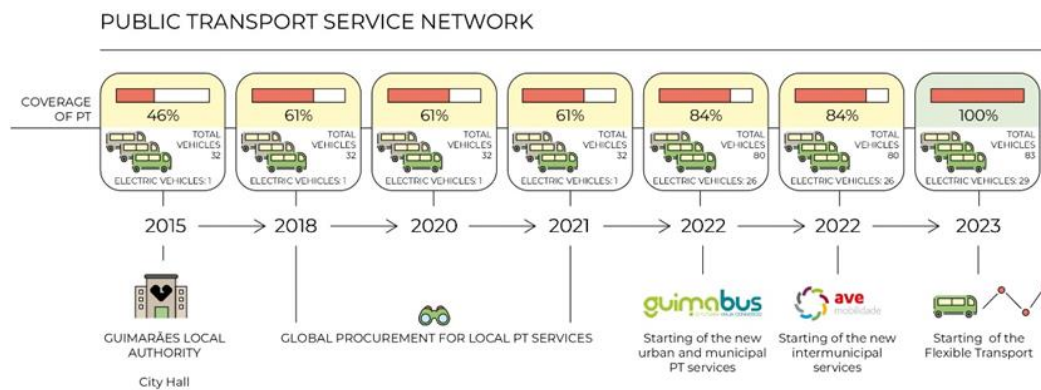 PUBLIC TRANSPORT SERVICE NETWORK
COVERAGE
OF PT
46%
TOTAL
VEHICLES
32
ELECTRIC VEHICLES: 1
61%
TOTAL
VEHICLES
32
ELECTRIC VEHICLES: 1
61%
TOTAL
VEHICLES
32
ELECTRIC VEHICLES: 1
61%
TOTAL
VEHICLES
32
ELECTRIC VEHICLES: 1
84%
TOTAL
VEHICLES
80
ELECTRIC VEHICLES: 26
84%
TOTAL
VEHICLES
80
ELECTRIC VEHICLES: 26
100%
TOTAL
VEHICLES
83
ELECTRIC VEHICLES: 29
2015
2018
2020
2021
2022
2022
2023
GUIMARÃES LOCAL
AUTHORITY
City Hall
GLOBAL PROCUREMENT FOR LOCAL PT SERVICES
guimabus
Starting of the new
urban and municipal
PT services
ave
mobilidade
Starting of the new
intermunicipal
services
Starting of the
Flexible Transport